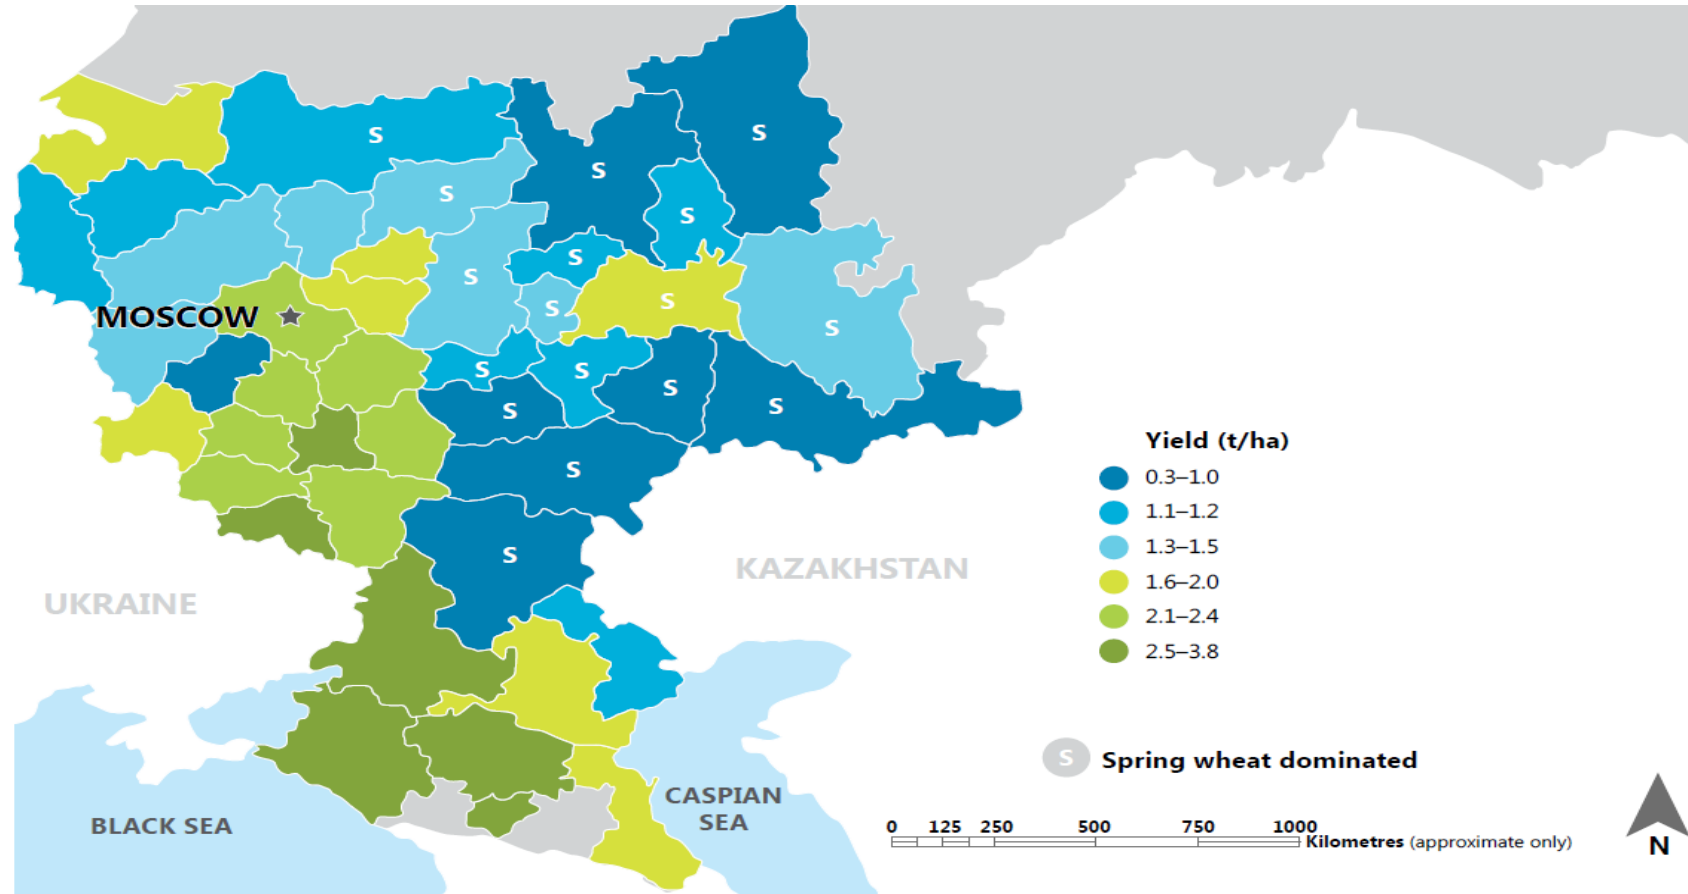 S
S
S
S
S
S
S
S
MOSCOW
S
S
S
S
S
S
S
S
Yield (t/ha)
0.3–1.0
1.1–1.2
1.3–1.5
1.6–2.0
2.1–2.4
2.5–3.8
S
KAZAKHSTAN
UKRAINE
S Spring wheat dominated
CASPIAN
SEA
BLACK SEA
0 125 250 500 750 1000
Kilometres (approximate only)
N